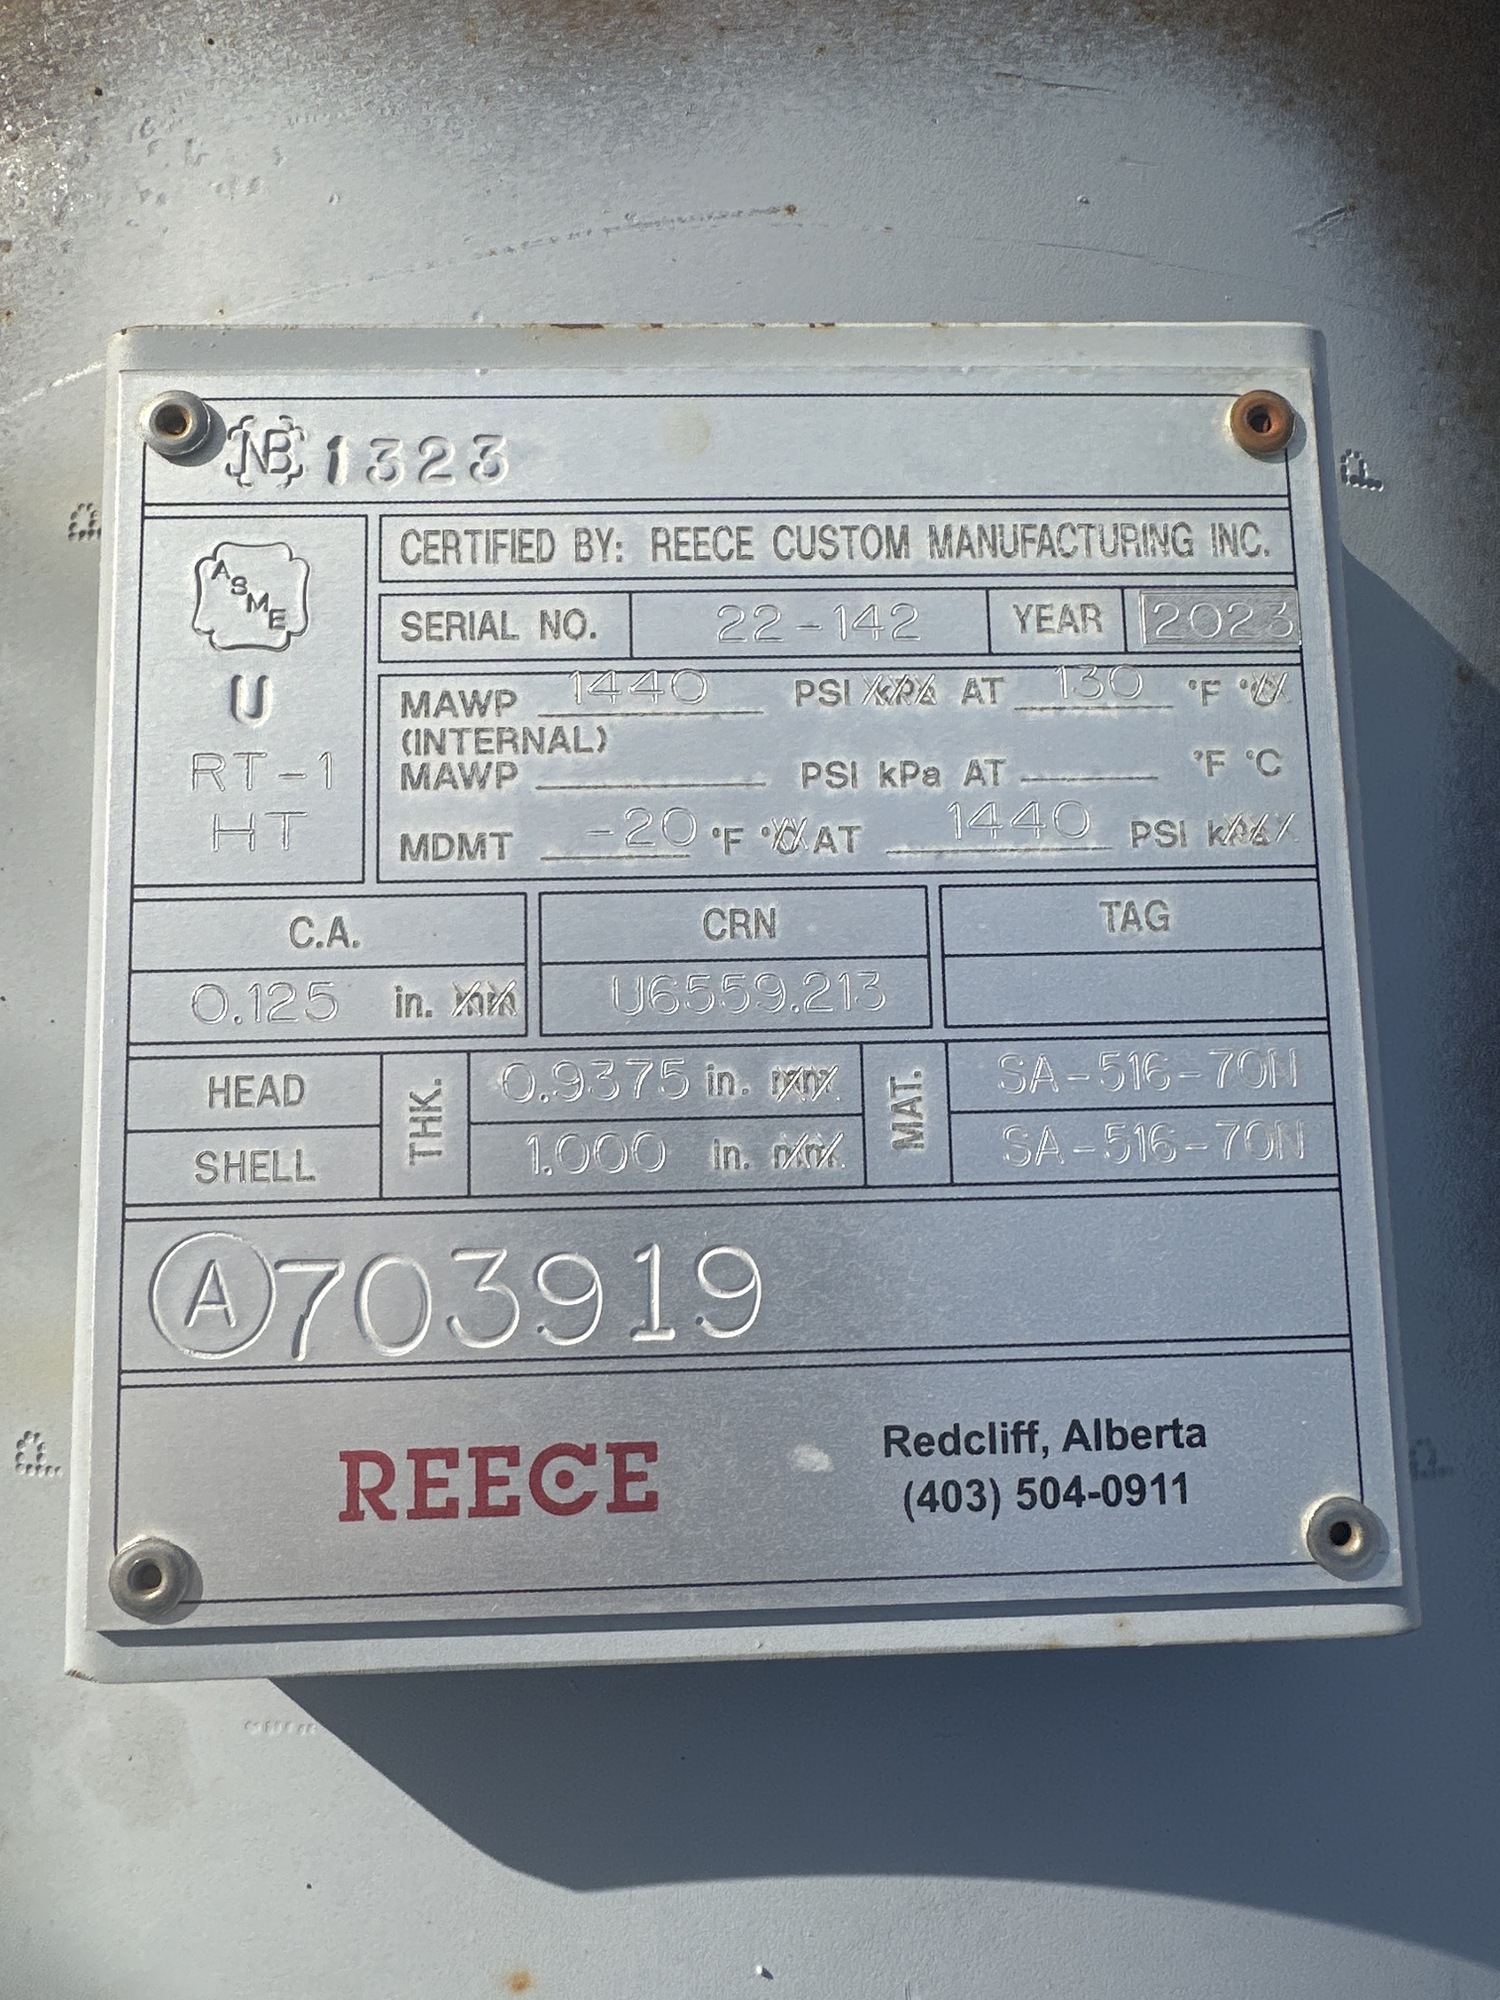 NB 1323
ASME
U
RT-1
HT
CERTIFIED BY: REECE CUSTOM MANUFACTURING INC.
SERIAL NO. 22-142 YEAR 2023
MAWP 1440 PSI kPa AT 130 °F °C
(INTERNAL)
MAWP PSI kPa AT °F °C
MDMT -20 °F °C AT 1440 PSI kPa
C.A. CRN TAG
0.125 in. mm U6559.213
HEAD THK. 0.9375 in. mm MAT. SA-516-70N
SHELL 1.000 in. mm SA-516-70N
A 703919
REECE
Redcliff, Alberta
(403) 504-0911